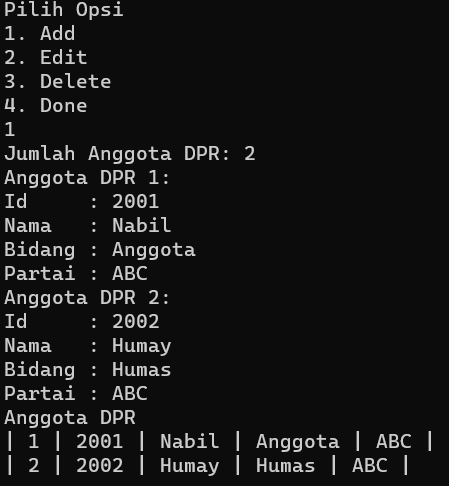 Pilih Opsi
1. Add
2. Edit
3. Delete
4. Done
1
Jumlah Anggota DPR: 2
Anggota DPR 1:
Id     : 2001
Nama   : Nabil
Bidang : Anggota
Partai : ABC
Anggota DPR 2:
Id     : 2002
Nama   : Humay
Bidang : Humas
Partai : ABC
Anggota DPR
| 1 | 2001 | Nabil | Anggota | ABC |
| 2 | 2002 | Humay | Humas | ABC |